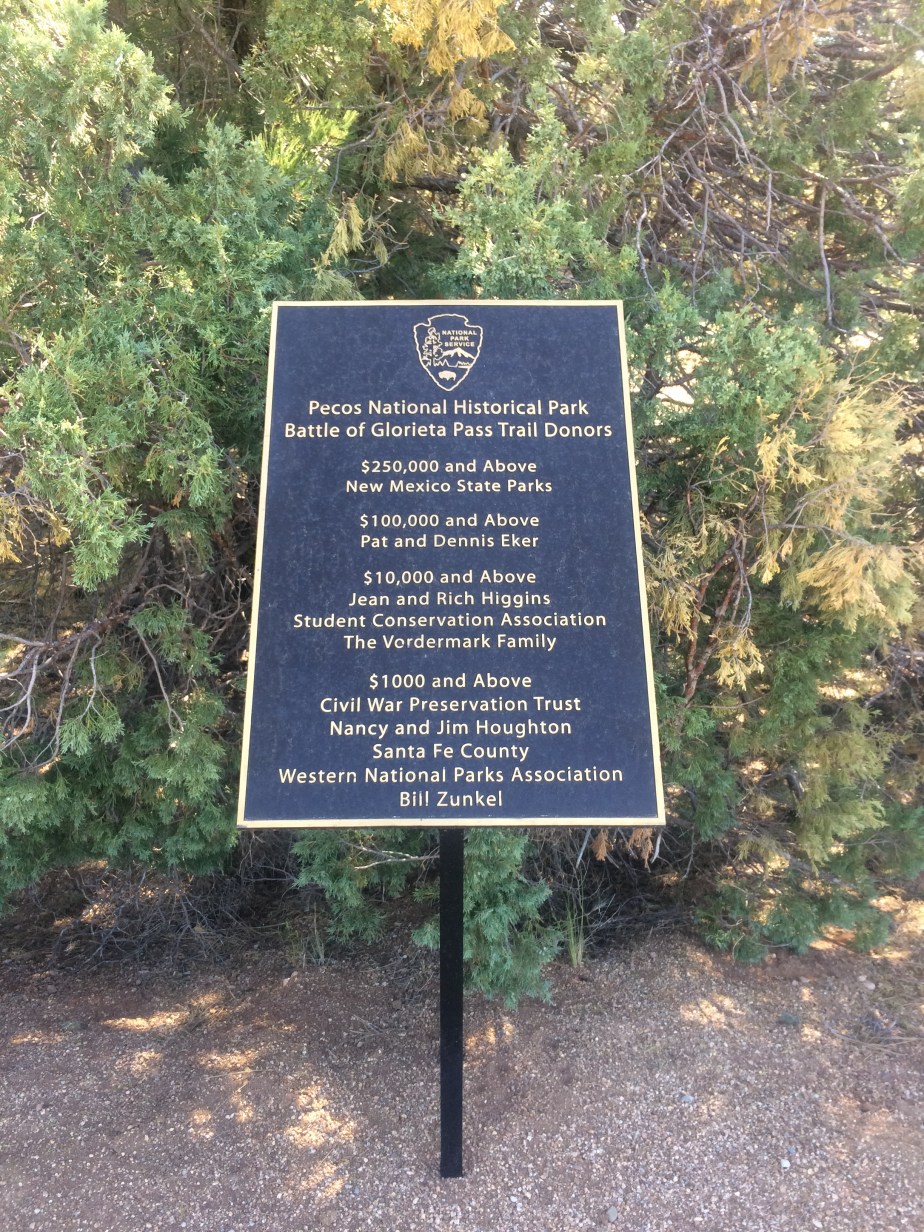 NATIONAL
PARK
SERVICE
Pecos National Historical Park
Battle of Glorieta Pass Trail Donors
$250,000 and Above
New Mexico State Parks
$100,000 and Above
Pat and Dennis Eker
$10,000 and Above
Jean and Rich Higgins
Student Conservation Association
The Vordermark Family
$1000 and Above
Civil War Preservation Trust
Nancy and Jim Houghton
Santa Fe County
Western National Parks Association
Bill Zunkel